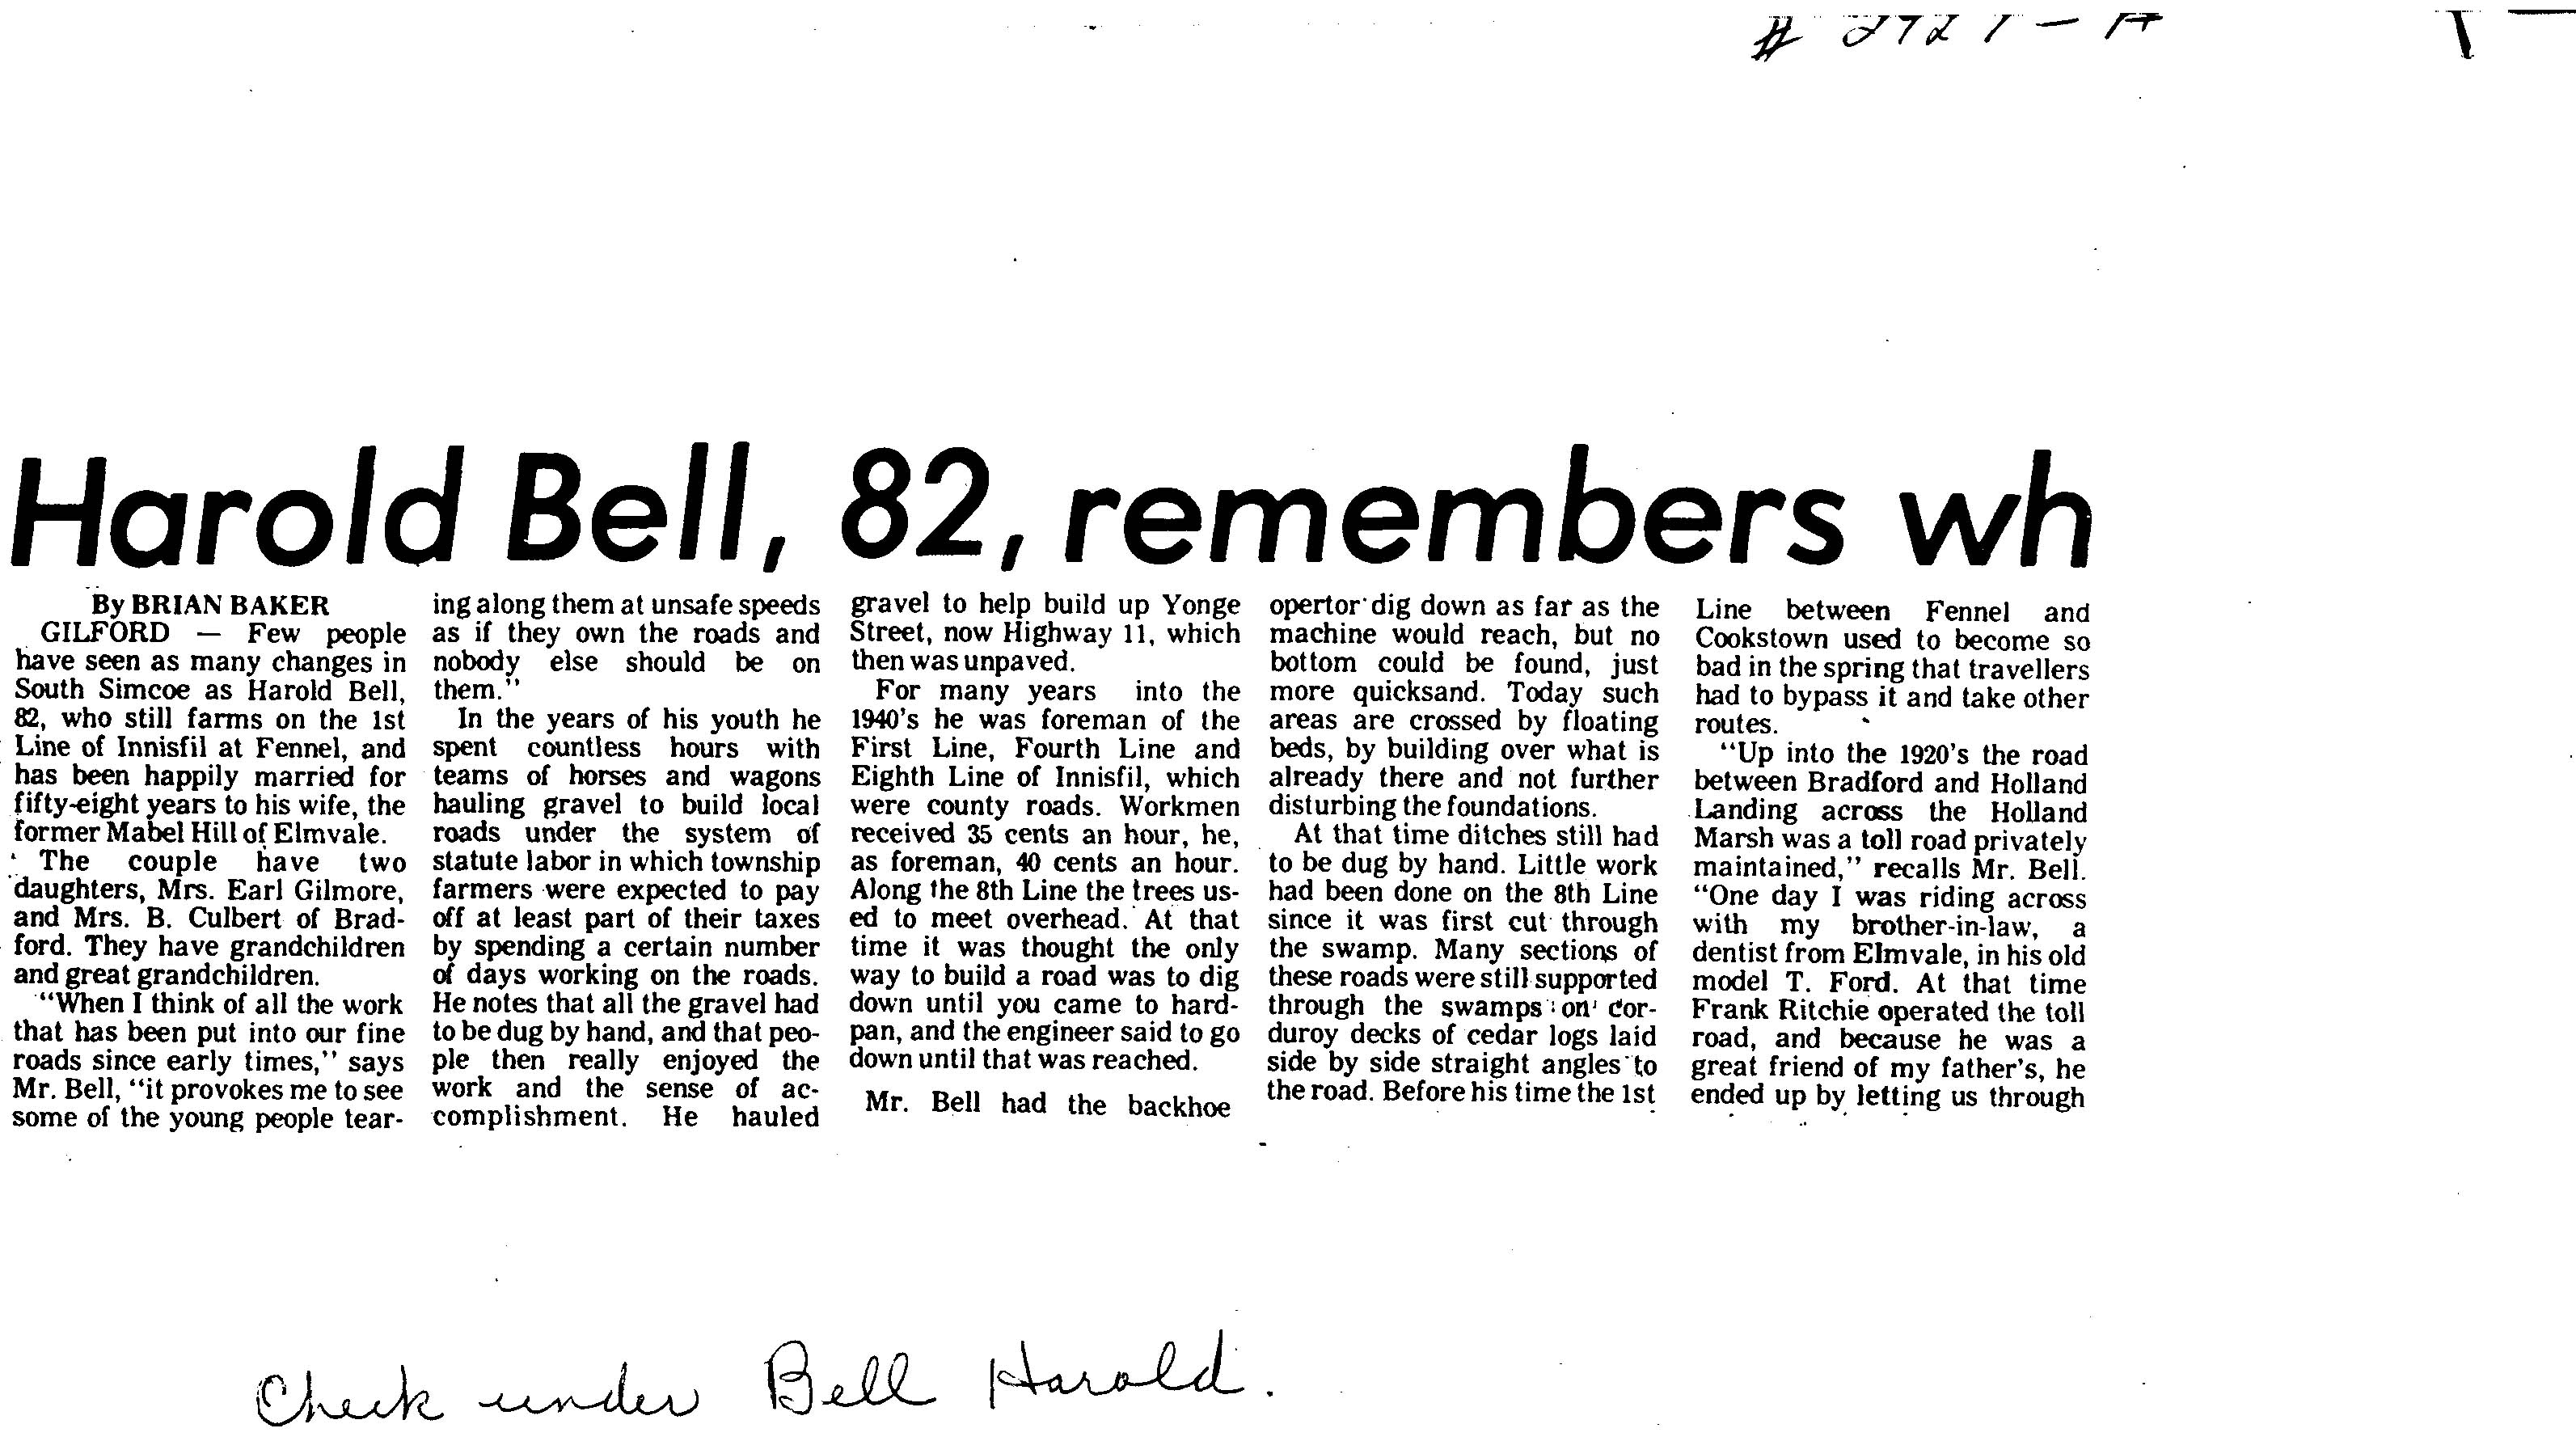 Harold Bell, 82, remembers wh
By BRIAN BAKER
GILFORD — Few people
have seen as many changes in
South Simcoe as Harold Bell,
82, who still farms on the 1st
Line of Innisfil at Fennel, and
has been happily married for
fifty-eight years to his wife, the
former Mabel Hill of Elmvale.
The couple have two
daughters, Mrs. Earl Gilmore,
and Mrs. B. Culbert of Brad-
ford. They have grandchildren
and great grandchildren.
“When I think of all the work
that has been put into our fine
roads since early times,” says
Mr. Bell, “it provokes me to see
some of the young people tear-
ing along them at unsafe speeds
as if they own the roads and
nobody else should be on
them.”
In the years of his youth he
spent countless hours with
teams of horses and wagons
hauling gravel to build local
roads under the system of
statute labor in which township
farmers were expected to pay
off at least part of their taxes
by spending a certain number
of days working on the roads.
He notes that all the gravel had
to be dug by hand, and that peo-
ple then really enjoyed the
work and the sense of ac-
complishment. He hauled
gravel to help build up Yonge
Street, now Highway 11, which
then was unpaved.
For many years into the
1940's he was foreman of the
First Line, Fourth Line and
Eighth Line of Innisfil, which
were county roads. Workmen
received 35 cents an hour, he,
as foreman, 40 cents an hour.
Along the 8th Line the trees us-
ed to meet overhead. At that
time it was thought the only
way to build a road was to dig
down until you came to hard-
pan, and the engineer said to go
down until that was reached.
Mr. Bell had the backhoe
opertor dig down as far as the
machine would reach, but no
bottom could be found, just
more quicksand. Today such
areas are crossed by floating
beds, by building over what is
already there and not further
disturbing the foundations.
At that time ditches still had
to be dug by hand. Little work
had been done on the 8th Line
since it was first cut through
the swamp. Many sections of
these roads were still supported
through the swamps on cor-
duroy decks of cedar logs laid
side by side straight angles to
the road. Before his time the 1st
Line between Fennel and
Cookstown used to become so
bad in the spring that travellers
had to bypass it and take other
routes.
“Up into the 1920's the road
between Bradford and Holland
Landing across the Holland
Marsh was a toll road privately
maintained,” recalls Mr. Bell.
“One day I was riding across
with my brother-in-law, a
dentist from Elmvale, in his old
model T. Ford. At that time
Frank Ritchie operated the toll
road, and because he was a
great friend of my father's, he
ended up by letting us through
Check under Bell Harold.